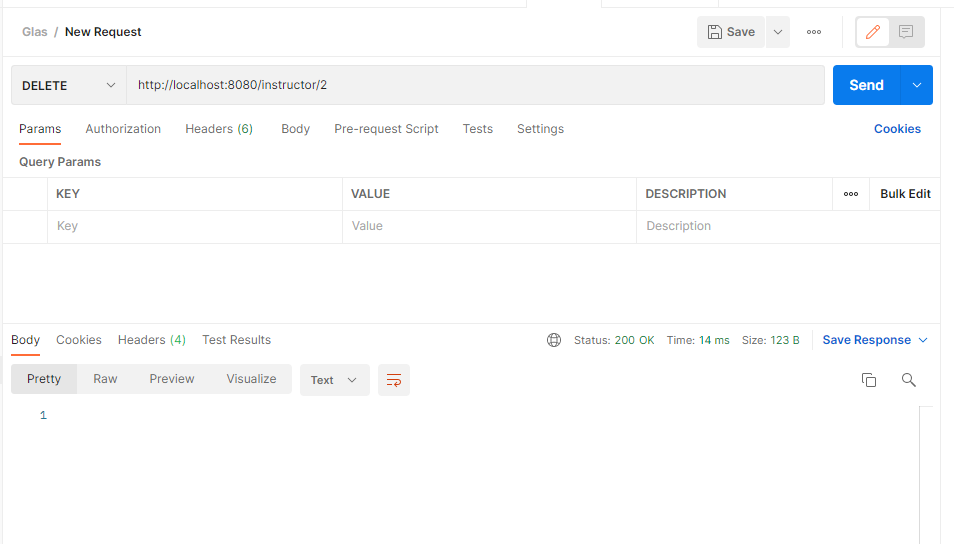 Glas / New Request
Save
DELETE
http://localhost:8080/instructor/2
Send
Params Authorization Headers (6) Body Pre-request Script Tests Settings Cookies
Query Params
KEY VALUE DESCRIPTION Bulk Edit
Key Value Description
Body Cookies Headers (4) Test Results Status: 200 OK Time: 14 ms Size: 123 B Save Response
Pretty Raw Preview Visualize Text
1